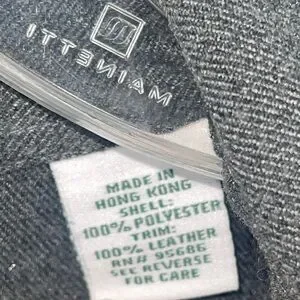 MAINETTI
MADE IN
HONG KONG
SHELL:
100% POLYESTER
TRIM:
100% LEATHER
RN# 95686
SEE REVERSE
FOR CARE